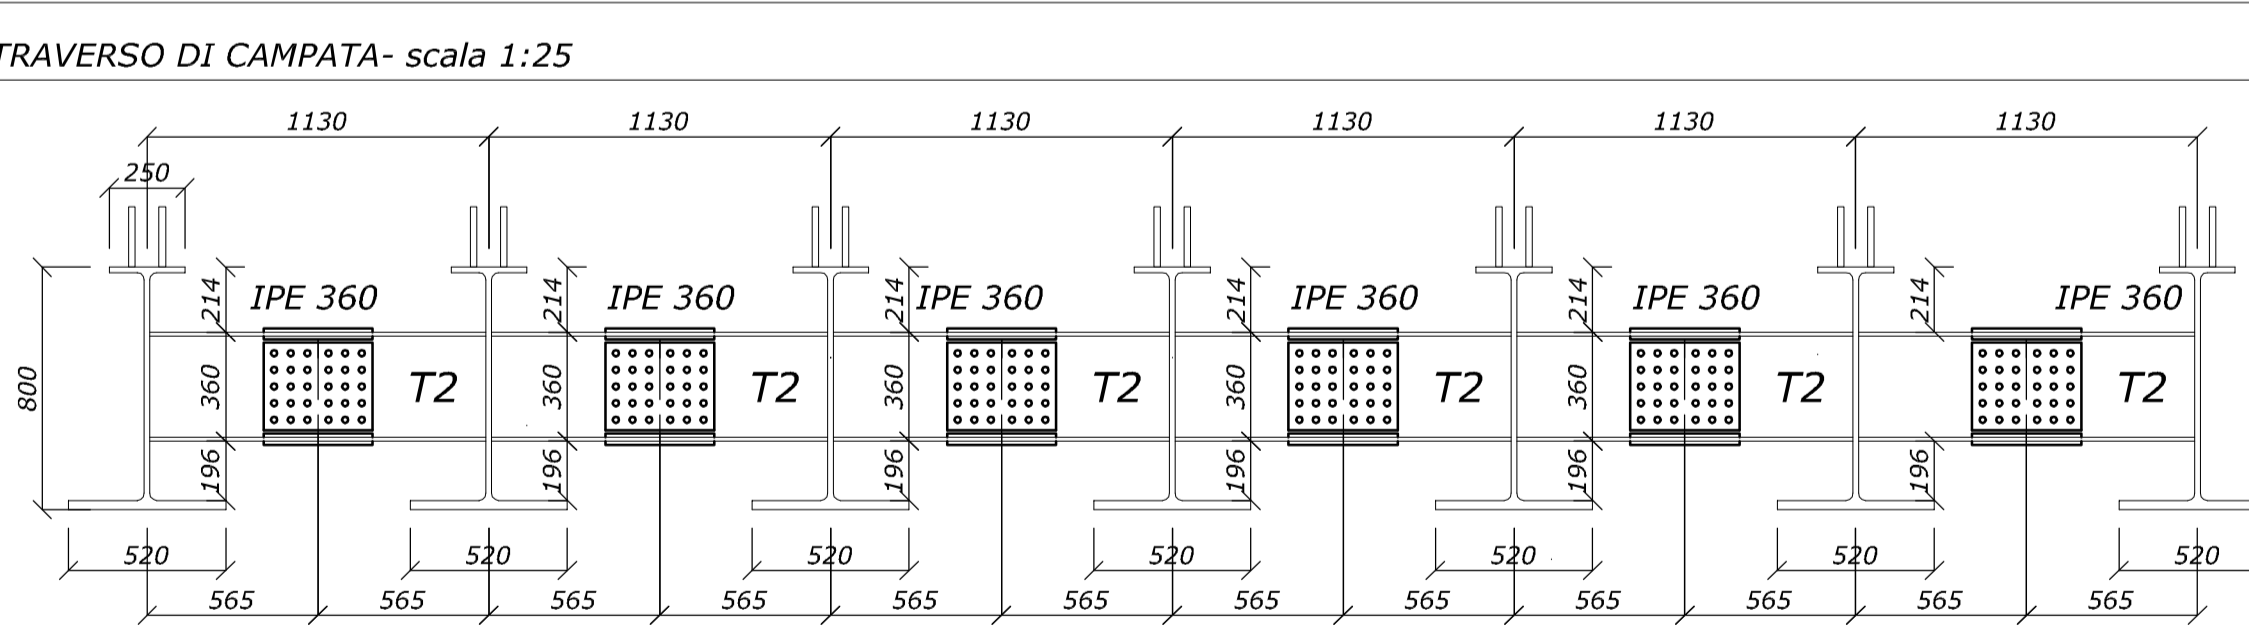 TRAVERSO DI CAMPATA- scala 1:25
1130 1130 1130 1130 1130 1130
250
214 214 214 214 214 214
IPE 360 IPE 360 IPE 360 IPE 360 IPE 360 IPE 360
800
360 360 360 360 360
T2 T2 T2 T2 T2 T2
196 196 196 196 196 196
520 520 520 520 520 520 520
565 565 565 565 565 565 565 565 565 565 565 565